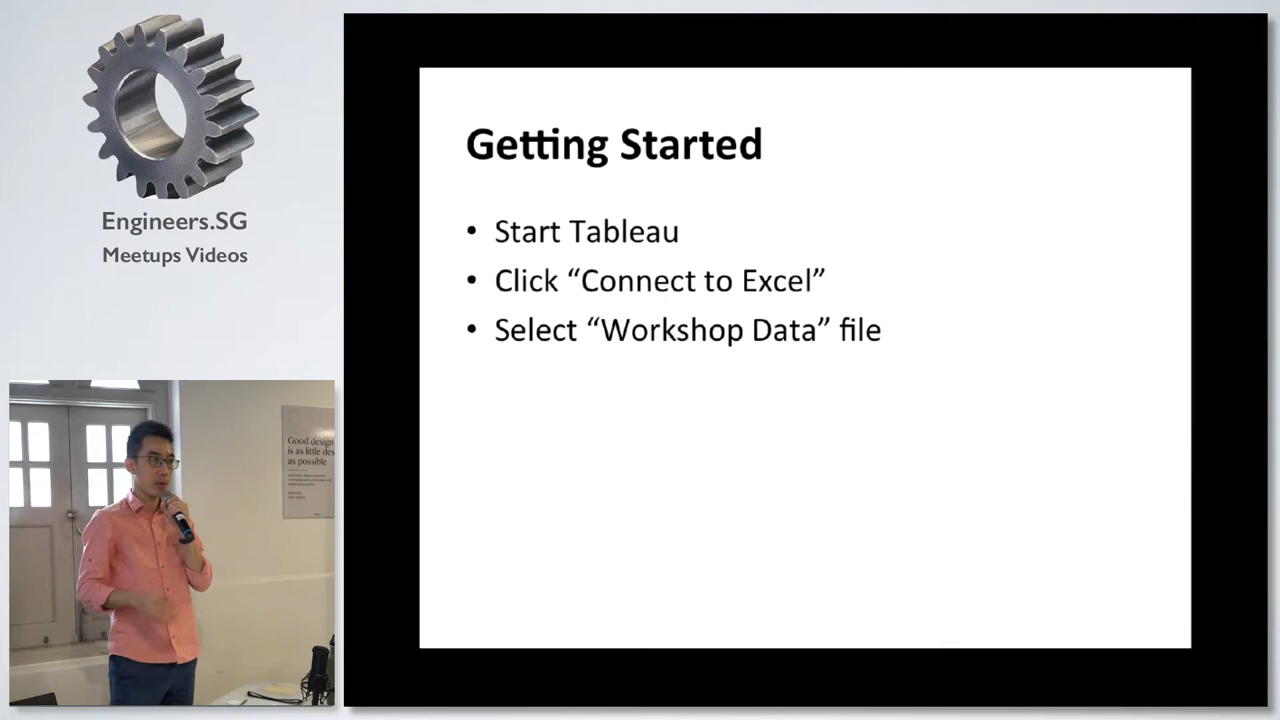 Engineers.SG
Meetups Videos
Getting Started
• Start Tableau
• Click “Connect to Excel”
• Select “Workshop Data” file
Good design
is as little des
as possible